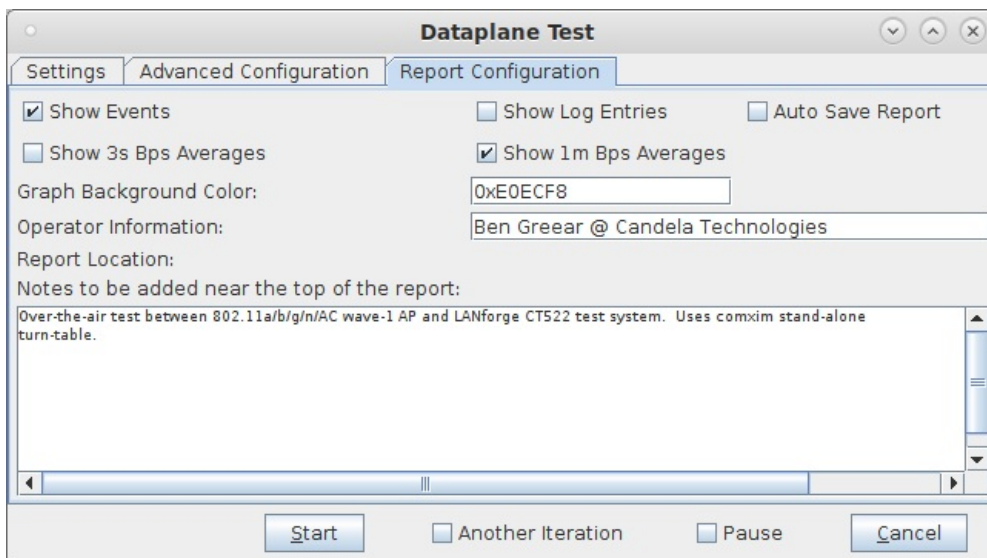 Dataplane Test
Settings Advanced Configuration Report Configuration
Show Events Show Log Entries Auto Save Report
Show 3s Bps Averages Show 1m Bps Averages
Graph Background Color: 0xE0ECF8
Operator Information: Ben Greear @ Candela Technologies
Report Location:
Notes to be added near the top of the report:
Over-the-air test between 802.11a/b/g/n/AC wave-1 AP and LANforge CT522 test system. Uses comxim stand-alone
turn-table.
Start Another Iteration Pause Cancel